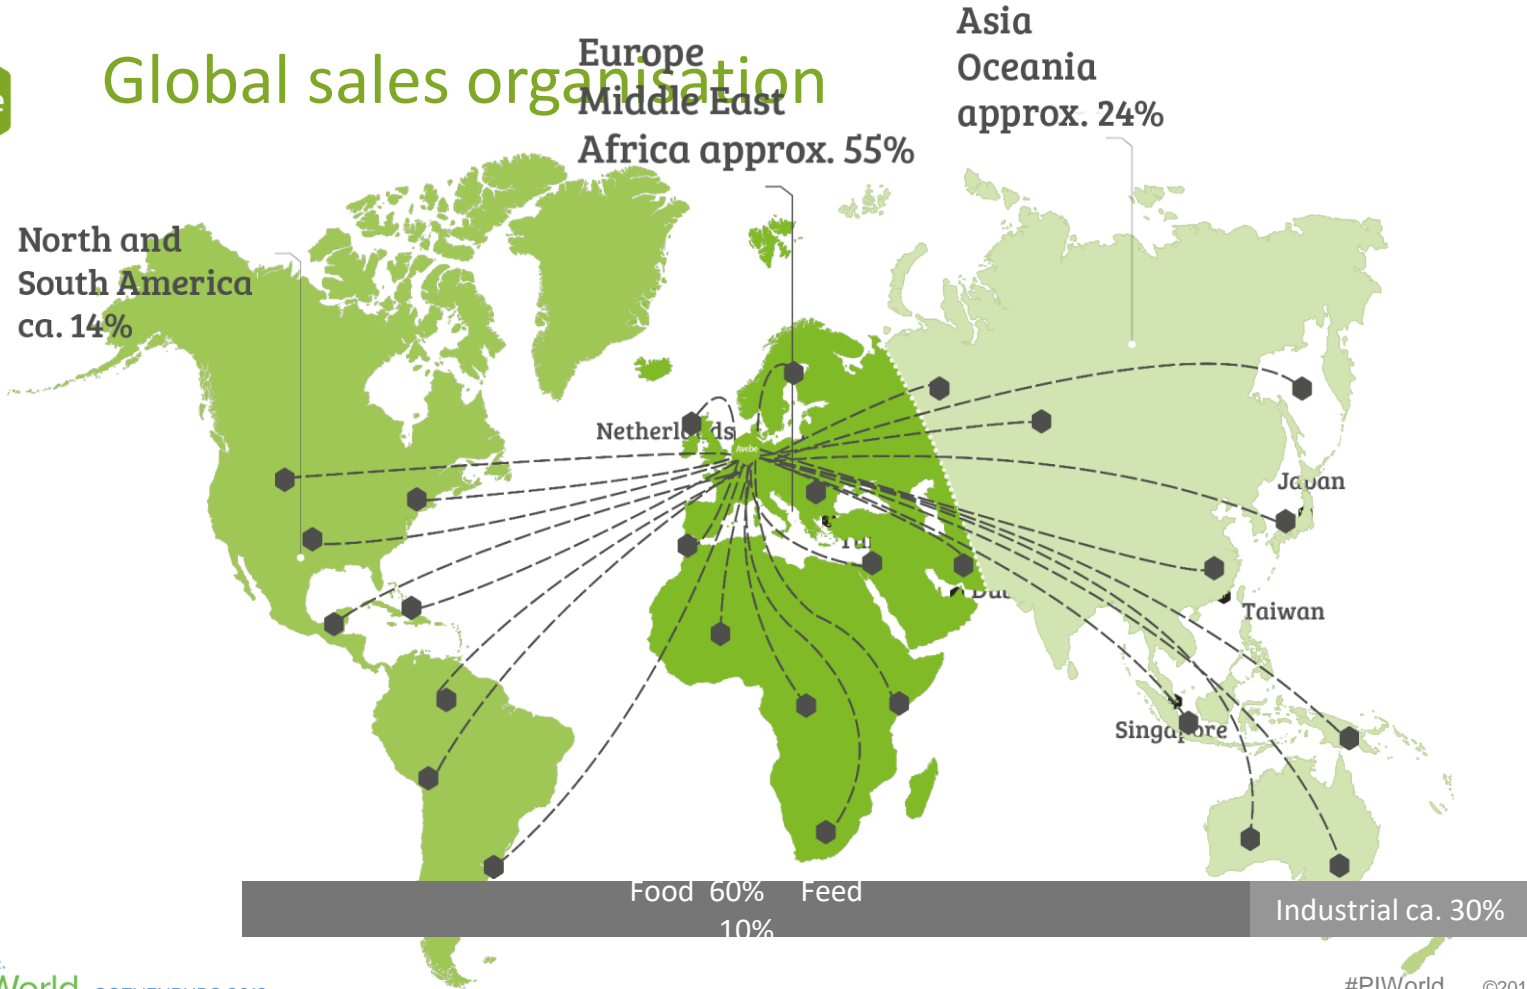 Global sales organisation
Europe
Middle East
Africa approx. 55%
Asia
Oceania
approx. 24%
North and
South America
ca. 14%
Avebe
Japan
Taiwan
Food 60% Feed
10%
Industrial ca. 30%
#PIWorld